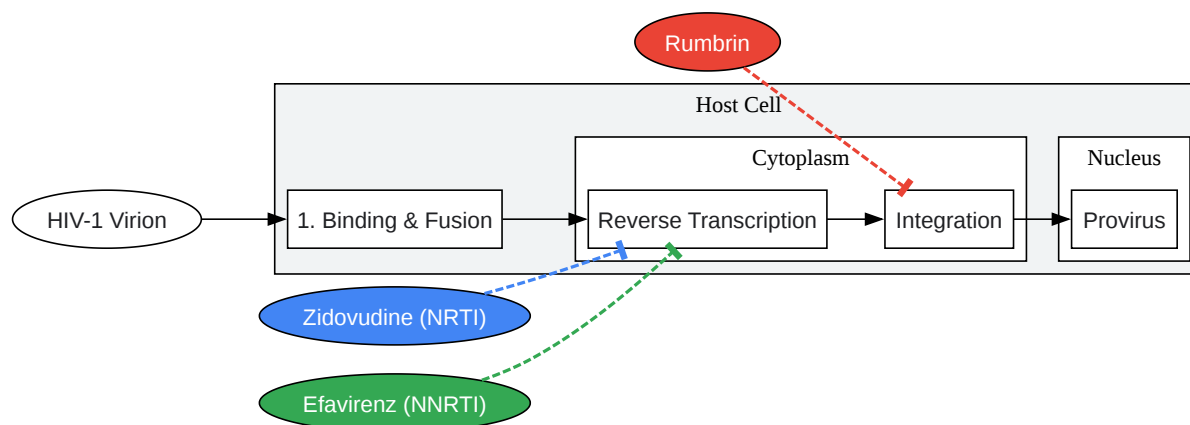 Rumbrin
Host Cell
Cytoplasm
Nucleus
HIV-1 Virion
1. Binding & Fusion
Reverse Transcription
Integration
Provirus
Zidovudine (NRTI)
Efavirenz (NNRTI)